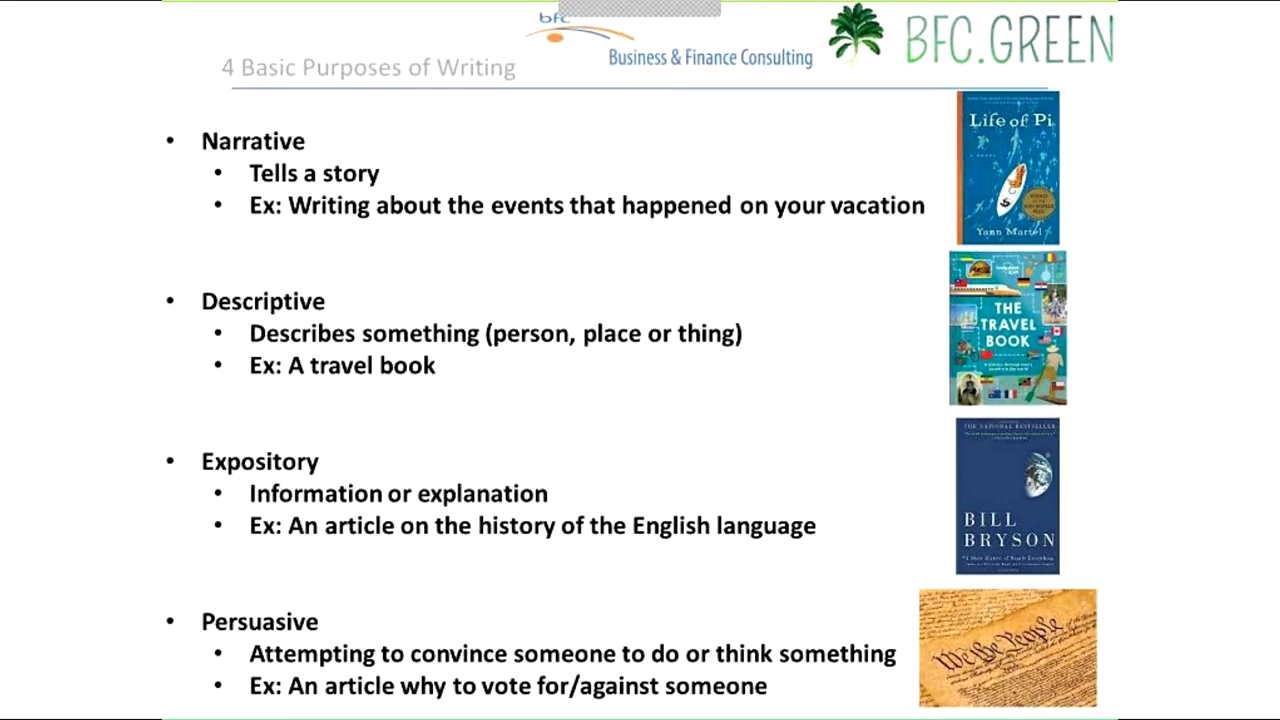 bfc
Business & Finance Consulting
BFC.GREEN
4 Basic Purposes of Writing
• Narrative
• Tells a story
• Ex: Writing about the events that happened on your vacation
Life of Pi
Yann Martel
• Descriptive
• Describes something (person, place or thing)
• Ex: A travel book
THE
TRAVEL
BOOK
• Expository
• Information or explanation
• Ex: An article on the history of the English language
THE NATIONAL BESTSELLER
BILL
BRYSON
• Persuasive
• Attempting to convince someone to do or think something
• Ex: An article why to vote for/against someone
We the People